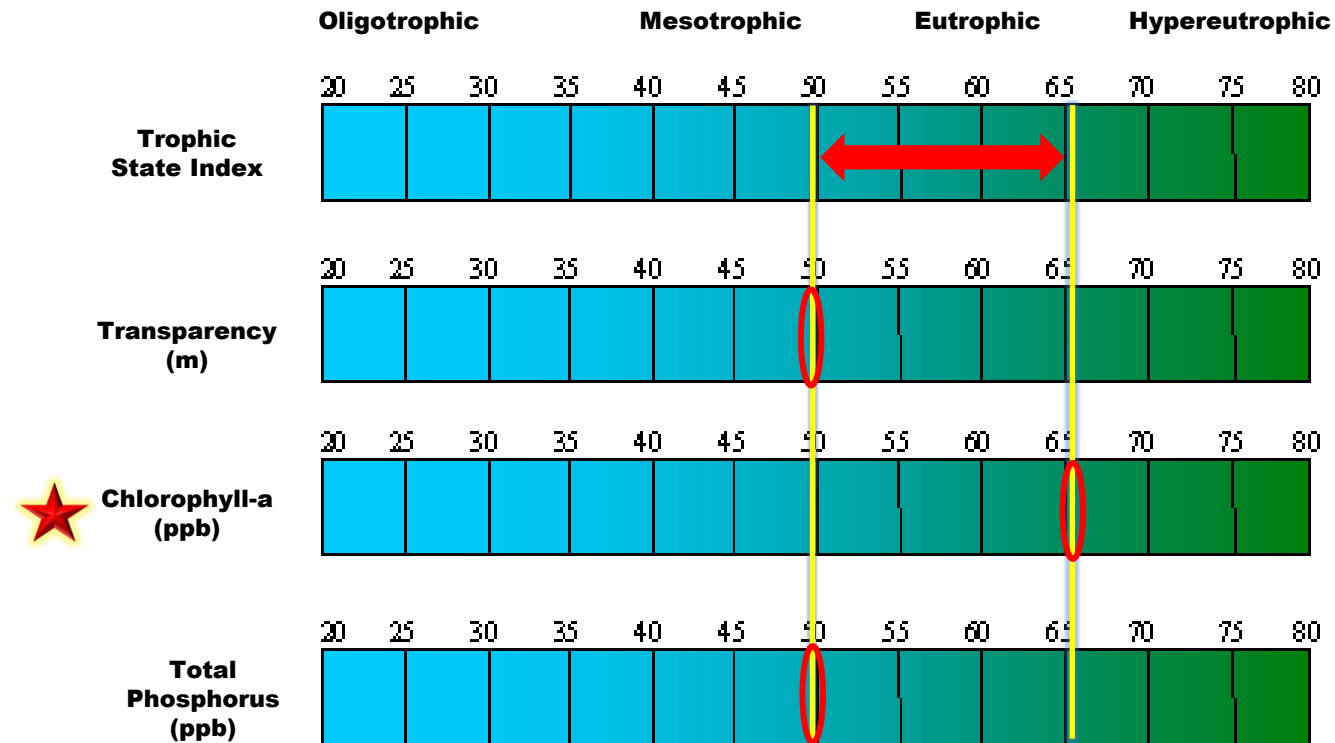 Oligotrophic Mesotrophic Eutrophic Hypereutrophic
20 25 30 35 40 45 50 55 60 65 70 75 80
Trophic
State Index
20 25 30 35 40 45 50 55 60 65 70 75 80
Transparency
(m)
20 25 30 35 40 45 50 55 60 65 70 75 80
Chlorophyll-a
(ppb)
20 25 30 35 40 45 50 55 60 65 70 75 80
Total
Phosphorus
(ppb)